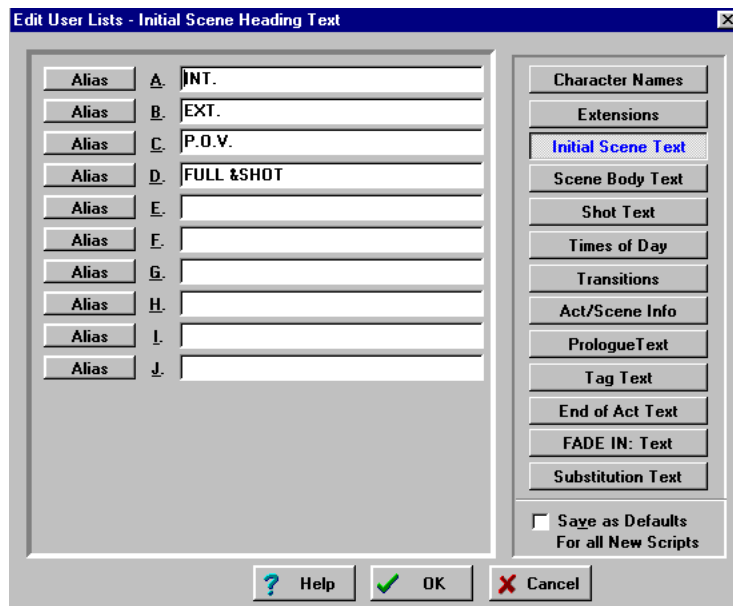 Edit User Lists - Initial Scene Heading Text
Alias A. INT.
Alias B. EXT.
Alias C. P.O.V.
Alias D. FULL &SHOT
Alias E.
Alias F.
Alias G.
Alias H.
Alias I.
Alias J.
Character Names
Extensions
Initial Scene Text
Scene Body Text
Shot Text
Times of Day
Transitions
Act/Scene Info
PrologueText
Tag Text
End of Act Text
FADE IN: Text
Substitution Text
Save as Defaults
For all New Scripts
? Help
OK
Cancel